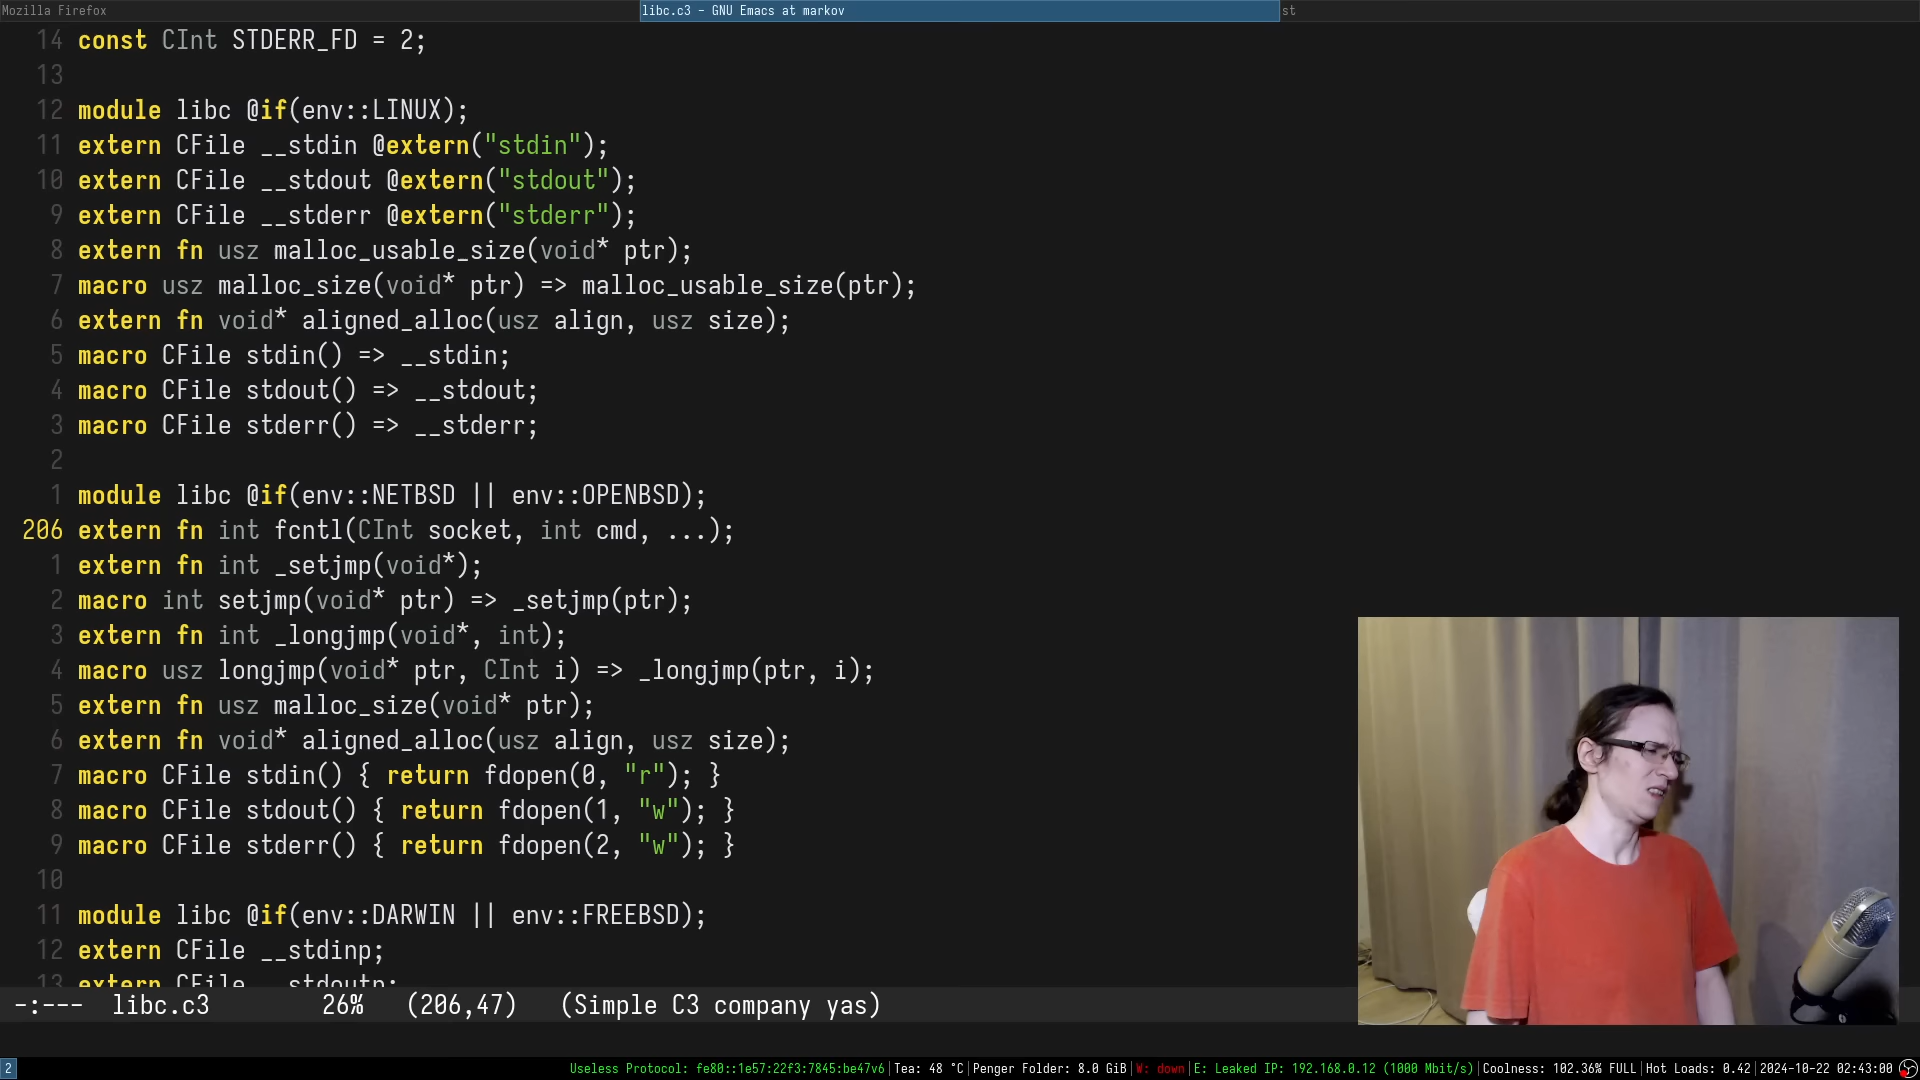 Mozilla Firefox
libc.c3 - GNU Emacs at markov
st
14 const CInt STDERR_FD = 2;
13
12 module libc @if(env::LINUX);
11 extern CFile __stdin @extern("stdin");
10 extern CFile __stdout @extern("stdout");
9 extern CFile __stderr @extern("stderr");
8 extern fn usz malloc_usable_size(void* ptr);
7 macro usz malloc_size(void* ptr) => malloc_usable_size(ptr);
6 extern fn void* aligned_alloc(usz align, usz size);
5 macro CFile stdin() => __stdin;
4 macro CFile stdout() => __stdout;
3 macro CFile stderr() => __stderr;
2
1 module libc @if(env::NETBSD || env::OPENBSD);
206 extern fn int fcntl(CInt socket, int cmd, ...);
1 extern fn int _setjmp(void*);
2 macro int setjmp(void* ptr) => _setjmp(ptr);
3 extern fn int _longjmp(void*, int);
4 macro usz longjmp(void* ptr, CInt i) => _longjmp(ptr, i);
5 extern fn usz malloc_size(void* ptr);
6 extern fn void* aligned_alloc(usz align, usz size);
7 macro CFile stdin() { return fdopen(0, "r"); }
8 macro CFile stdout() { return fdopen(1, "w"); }
9 macro CFile stderr() { return fdopen(2, "w"); }
10
11 module libc @if(env::DARWIN || env::FREEBSD);
12 extern CFile __stdinp;
13 extern CFile __stdoutp;
-:--- libc.c3 26% (206,47) (Simple C3 company yas)
2 Useless Protocol: fe80::1e57:22f3:7845:be47v6|Tea: 48 °C|Penger Folder: 8.0 GiB|W: down|E: Leaked IP: 192.168.0.12 (1000 Mbit/s)|Coolness: 102.36% FULL|Hot Loads: 0.42|2024-10-22 02:43:00